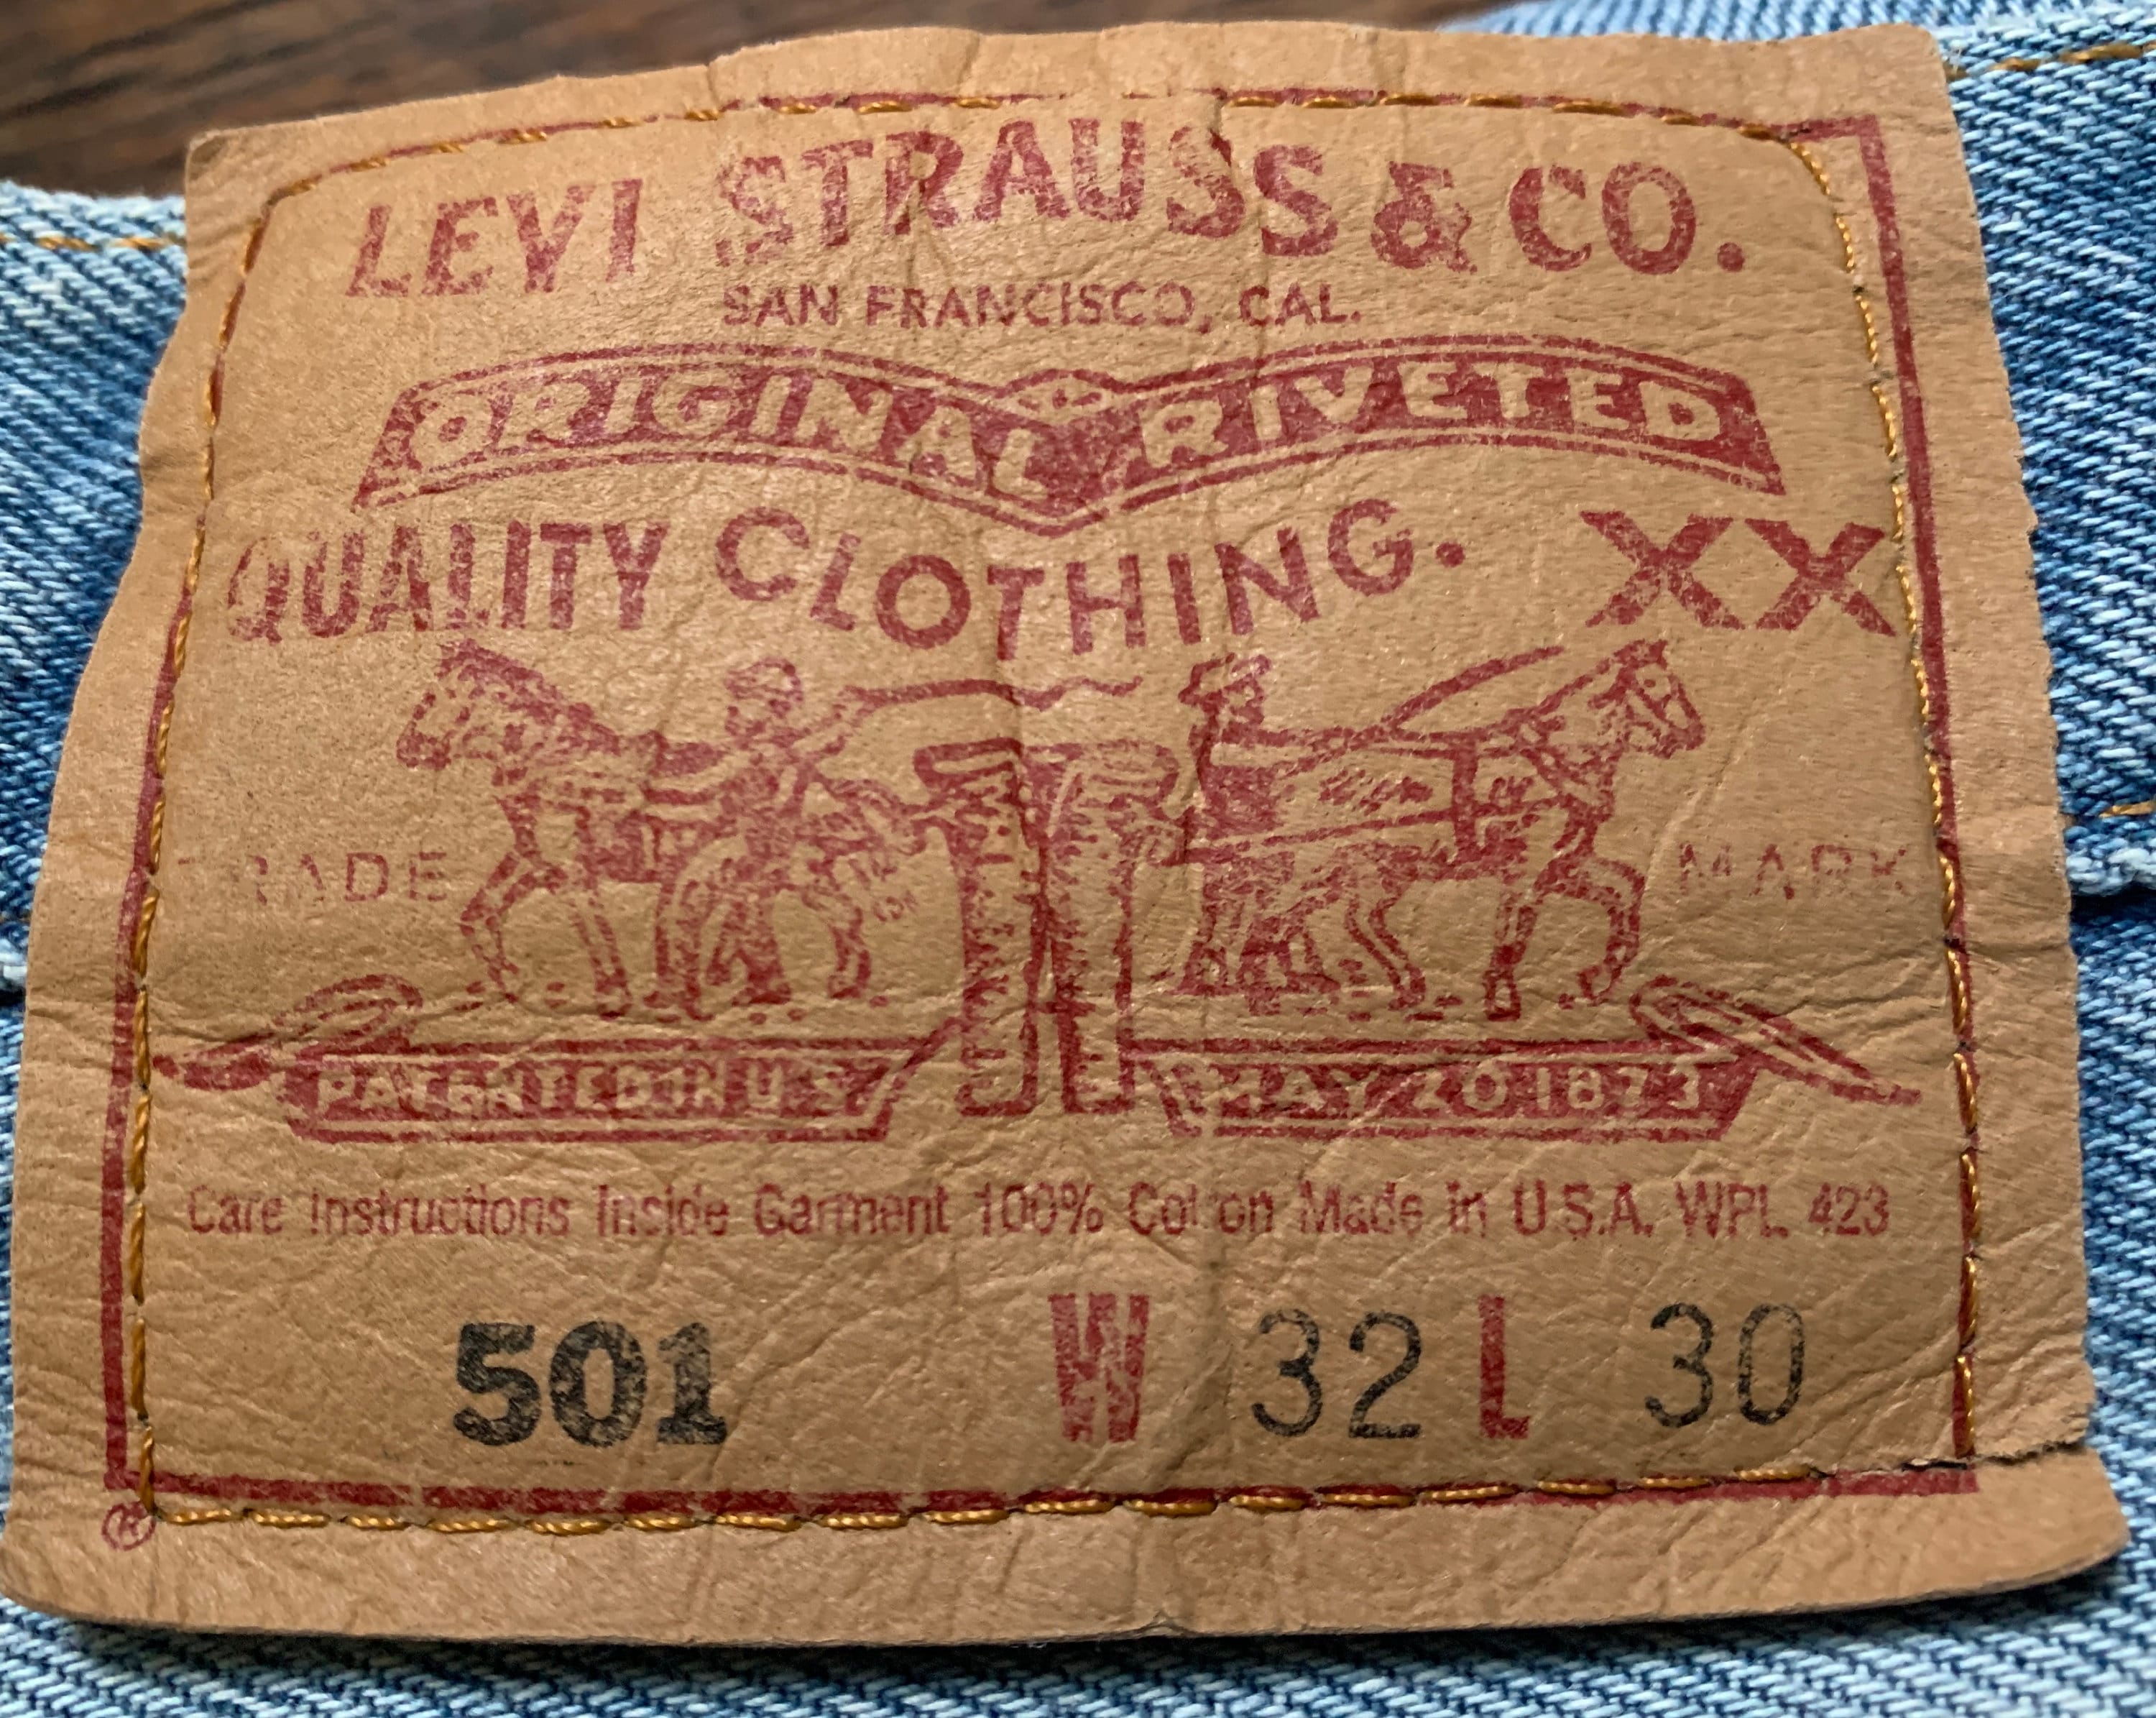 LEVI STRAUSS & CO.
SAN FRANCISCO, CAL.
ORIGINAL RIVETED
QUALITY CLOTHING. XX
TRADE MARK
PATENTED IN U.S. MAY 20 1873
Care Instructions Inside Garment 100% Cotton Made in U.S.A. WPL 423
501 W 32 L 30
®